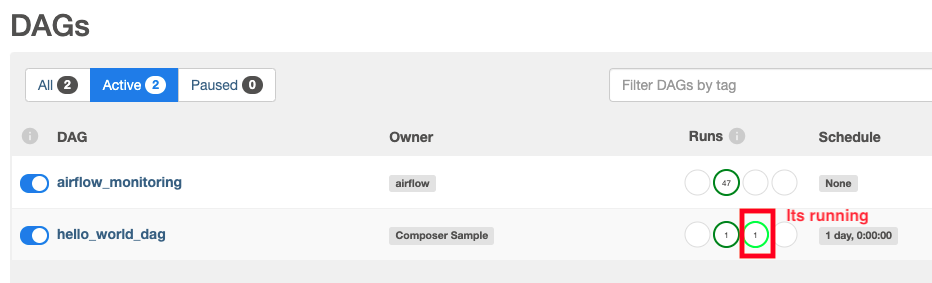 DAGs
All 2 Active 2 Paused 0 Filter DAGs by tag
i DAG Owner Runs i Schedule
airflow_monitoring airflow 47 None
Its running
hello_world_dag Composer Sample 1 1 1 day, 0:00:00